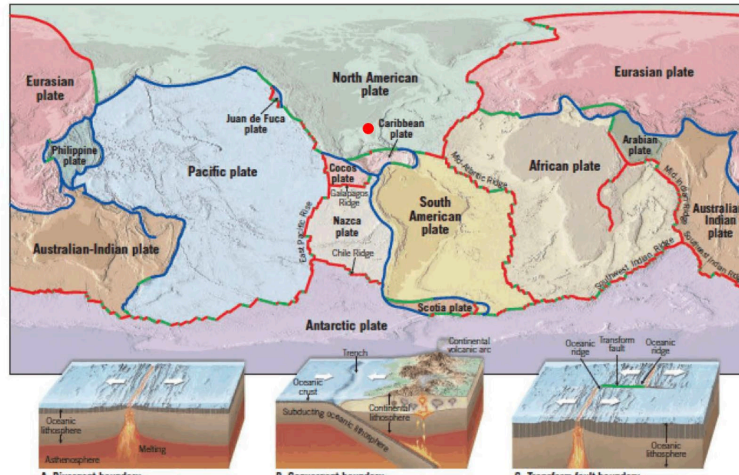 Eurasian
plate
North American
plate
Eurasian
plate
Juan de Fuca
plate
Caribbean
plate
Philippine
plate
Arabian
plate
Pacific plate
Cocos
plate
Galapagos
Ridge
Mid-Atlantic Ridge
African plate
Mid-Indian Ridge
South
American
plate
Nazca
plate
East Pacific Rise
Australian-Indian plate
Australian
Indian
plate
Chile Ridge
Southwest Indian Ridge
Scotia plate
Antarctic plate
Oceanic
lithosphere
Asthenosphere
Melting
Trench
Continental
volcanic arc
Oceanic
crust
Subducting oceanic lithosphere
Continental
lithosphere
Oceanic
ridge
Transform
fault
Oceanic
ridge
Oceanic
lithosphere